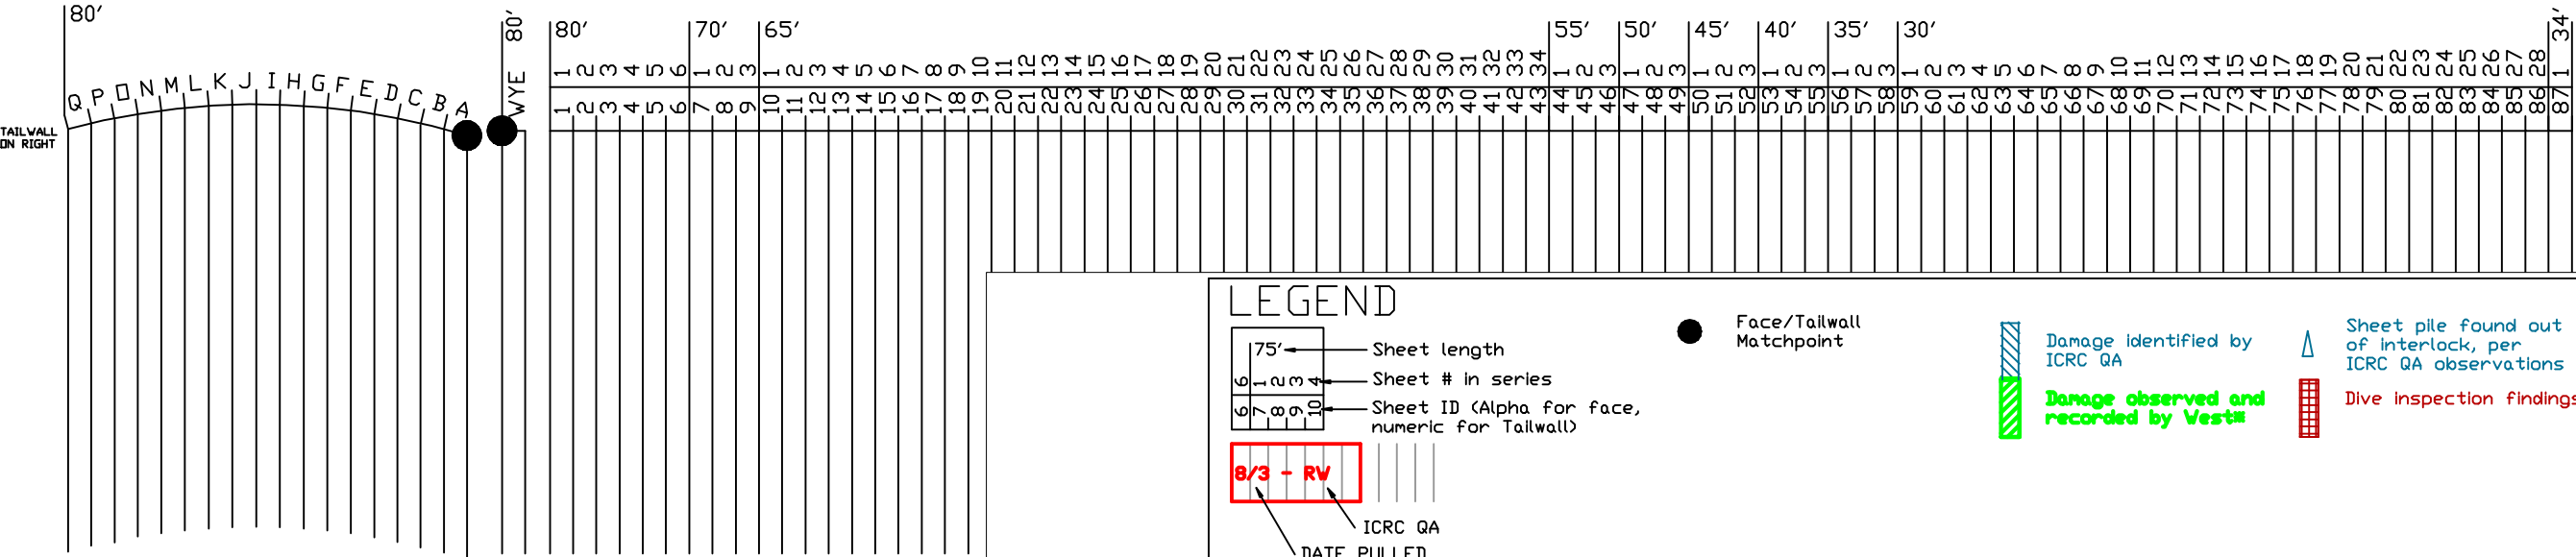 80' 80' 80' 70' 65' 55' 50' 45' 40' 35' 30' 34'
WYE
1 2 3 4 5 6 1 2 3 1 2 3 4 5 6 7 8 9 10 11 12 13 14 15 16 17 18 19 20 21 22 23 24 25 26 27 28 29 30 31 32 33 34 1 2 3 1 2 3 1 2 3 1 2 3 1 2 3 1 2 3 4 5 6 7 8 9 10 11 12 13 14 15 16 17 18 19 20 21 22 23 24 25 26 27 28 1
Q P O N M L K J I H G F E D C B A
1 2 3 4 5 6 7 8 9 10 11 12 13 14 15 16 17 18 19 20 21 22 23 24 25 26 27 28 29 30 31 32 33 34 35 36 37 38 39 40 41 42 43 44 45 46 47 48 49 50 51 52 53 54 55 56 57 58 59 60 61 62 63 64 65 66 67 68 69 70 71 72 73 74 75 76 77 78 79 80 81 82 83 84 85 86 87
TAILWALL
ON RIGHT
LEGEND
75'
Sheet length
6 1 2 3 4
Sheet # in series
6 7 8 9 10
Sheet ID (Alpha for face,
numeric for Tailwall)
8/3 - RW
ICRC QA
DATE PULLED
Face/Tailwall
Matchpoint
Damage identified by
ICRC QA
Damage observed and
recorded by West
Sheet pile found out
of interlock, per
ICRC QA observations
Dive inspection findings